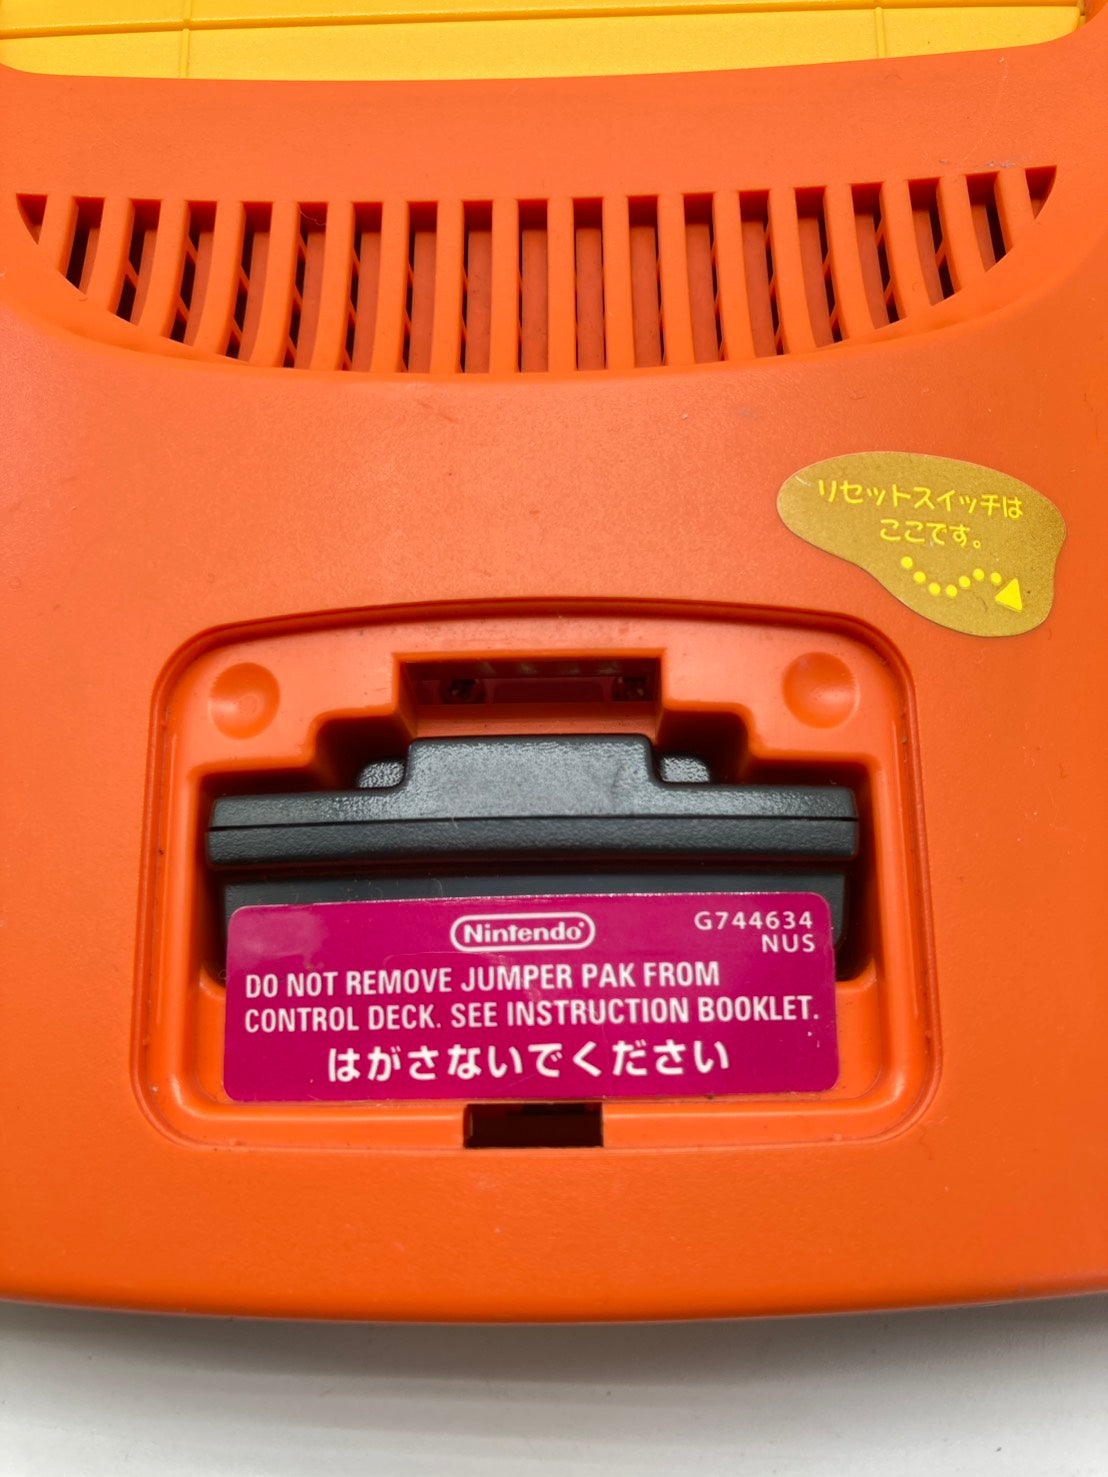 リセットスイッチは
ここです。
Nintendo®
G744634
NUS
DO NOT REMOVE JUMPER PAK FROM
CONTROL DECK. SEE INSTRUCTION BOOKLET.
はがさないでください